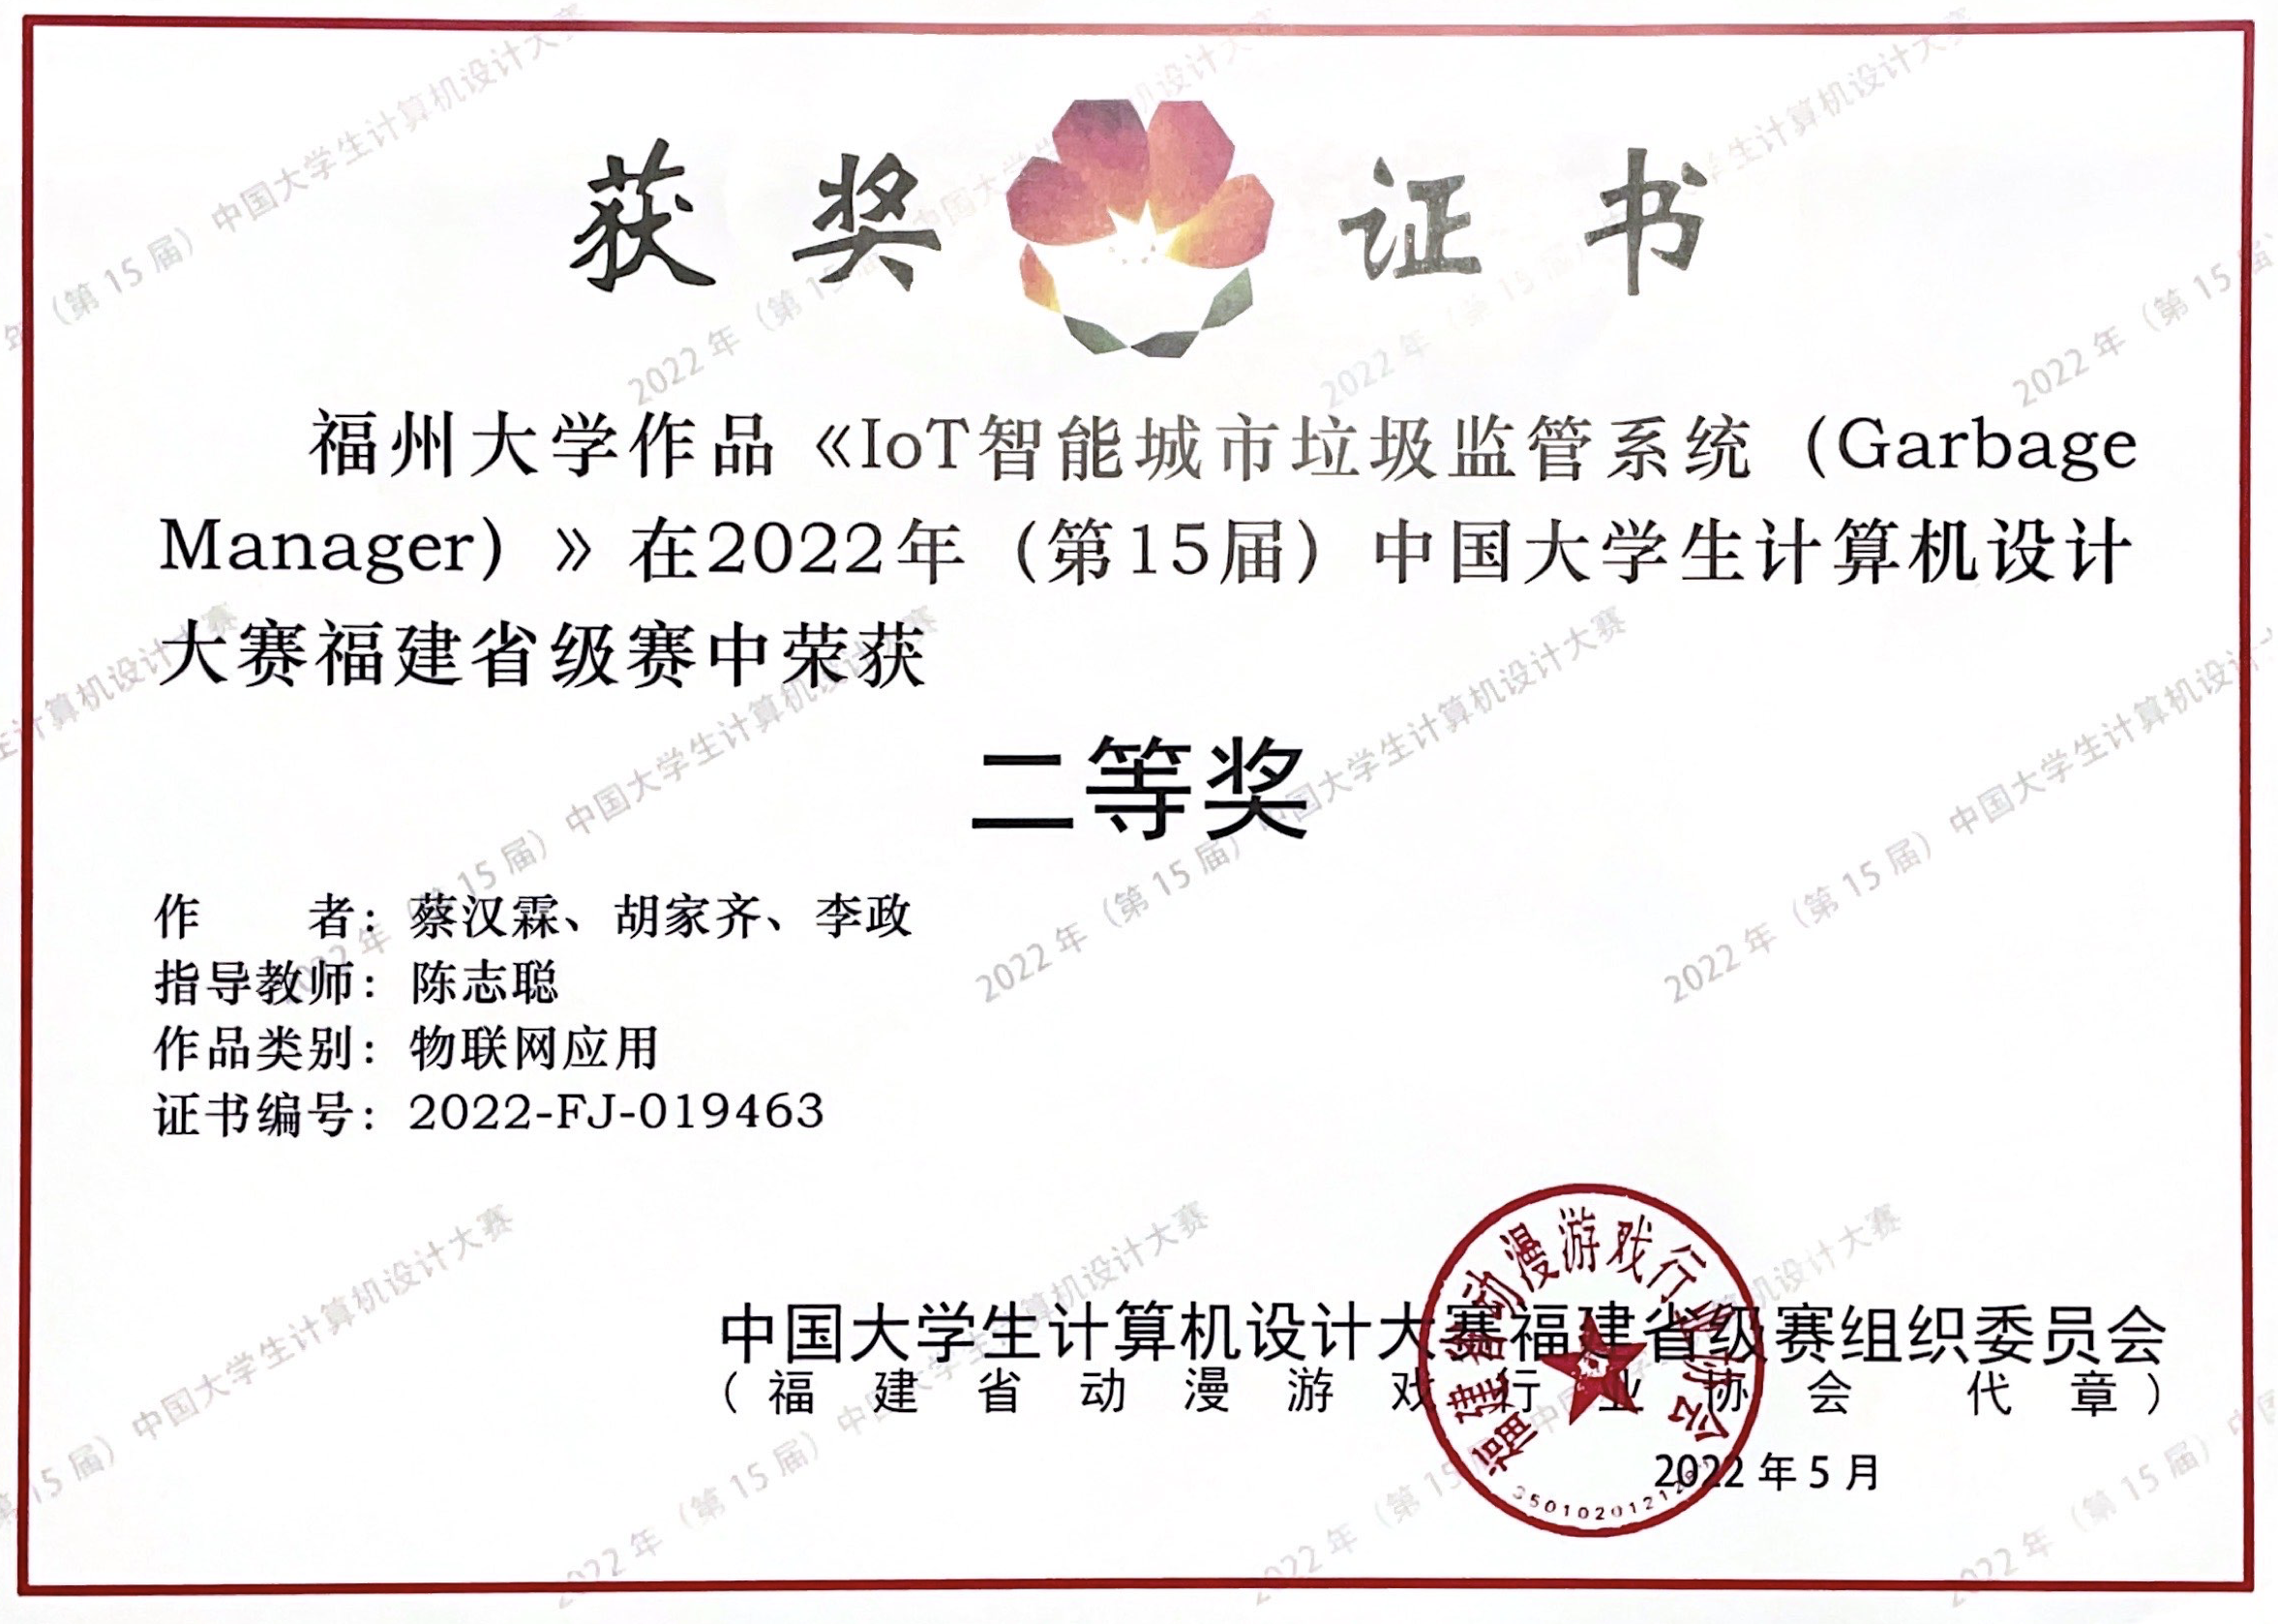 获奖证书
福州大学作品《IoT智能城市垃圾监管系统（Garbage
Manager）》在2022年（第15届）中国大学生计算机设计
大赛福建省级赛中荣获
二等奖
作者：蔡汉霖、胡家齐、李政
指导教师：陈志聪
作品类别：物联网应用
证书编号：2022-FJ-019463
中国大学生计算机设计大赛福建省级赛组织委员会
（福建省动漫游戏行业协会 代章）
2022年5月
福建省动漫游戏行业协会
2022年（第15届）中国大学生计算机设计大赛